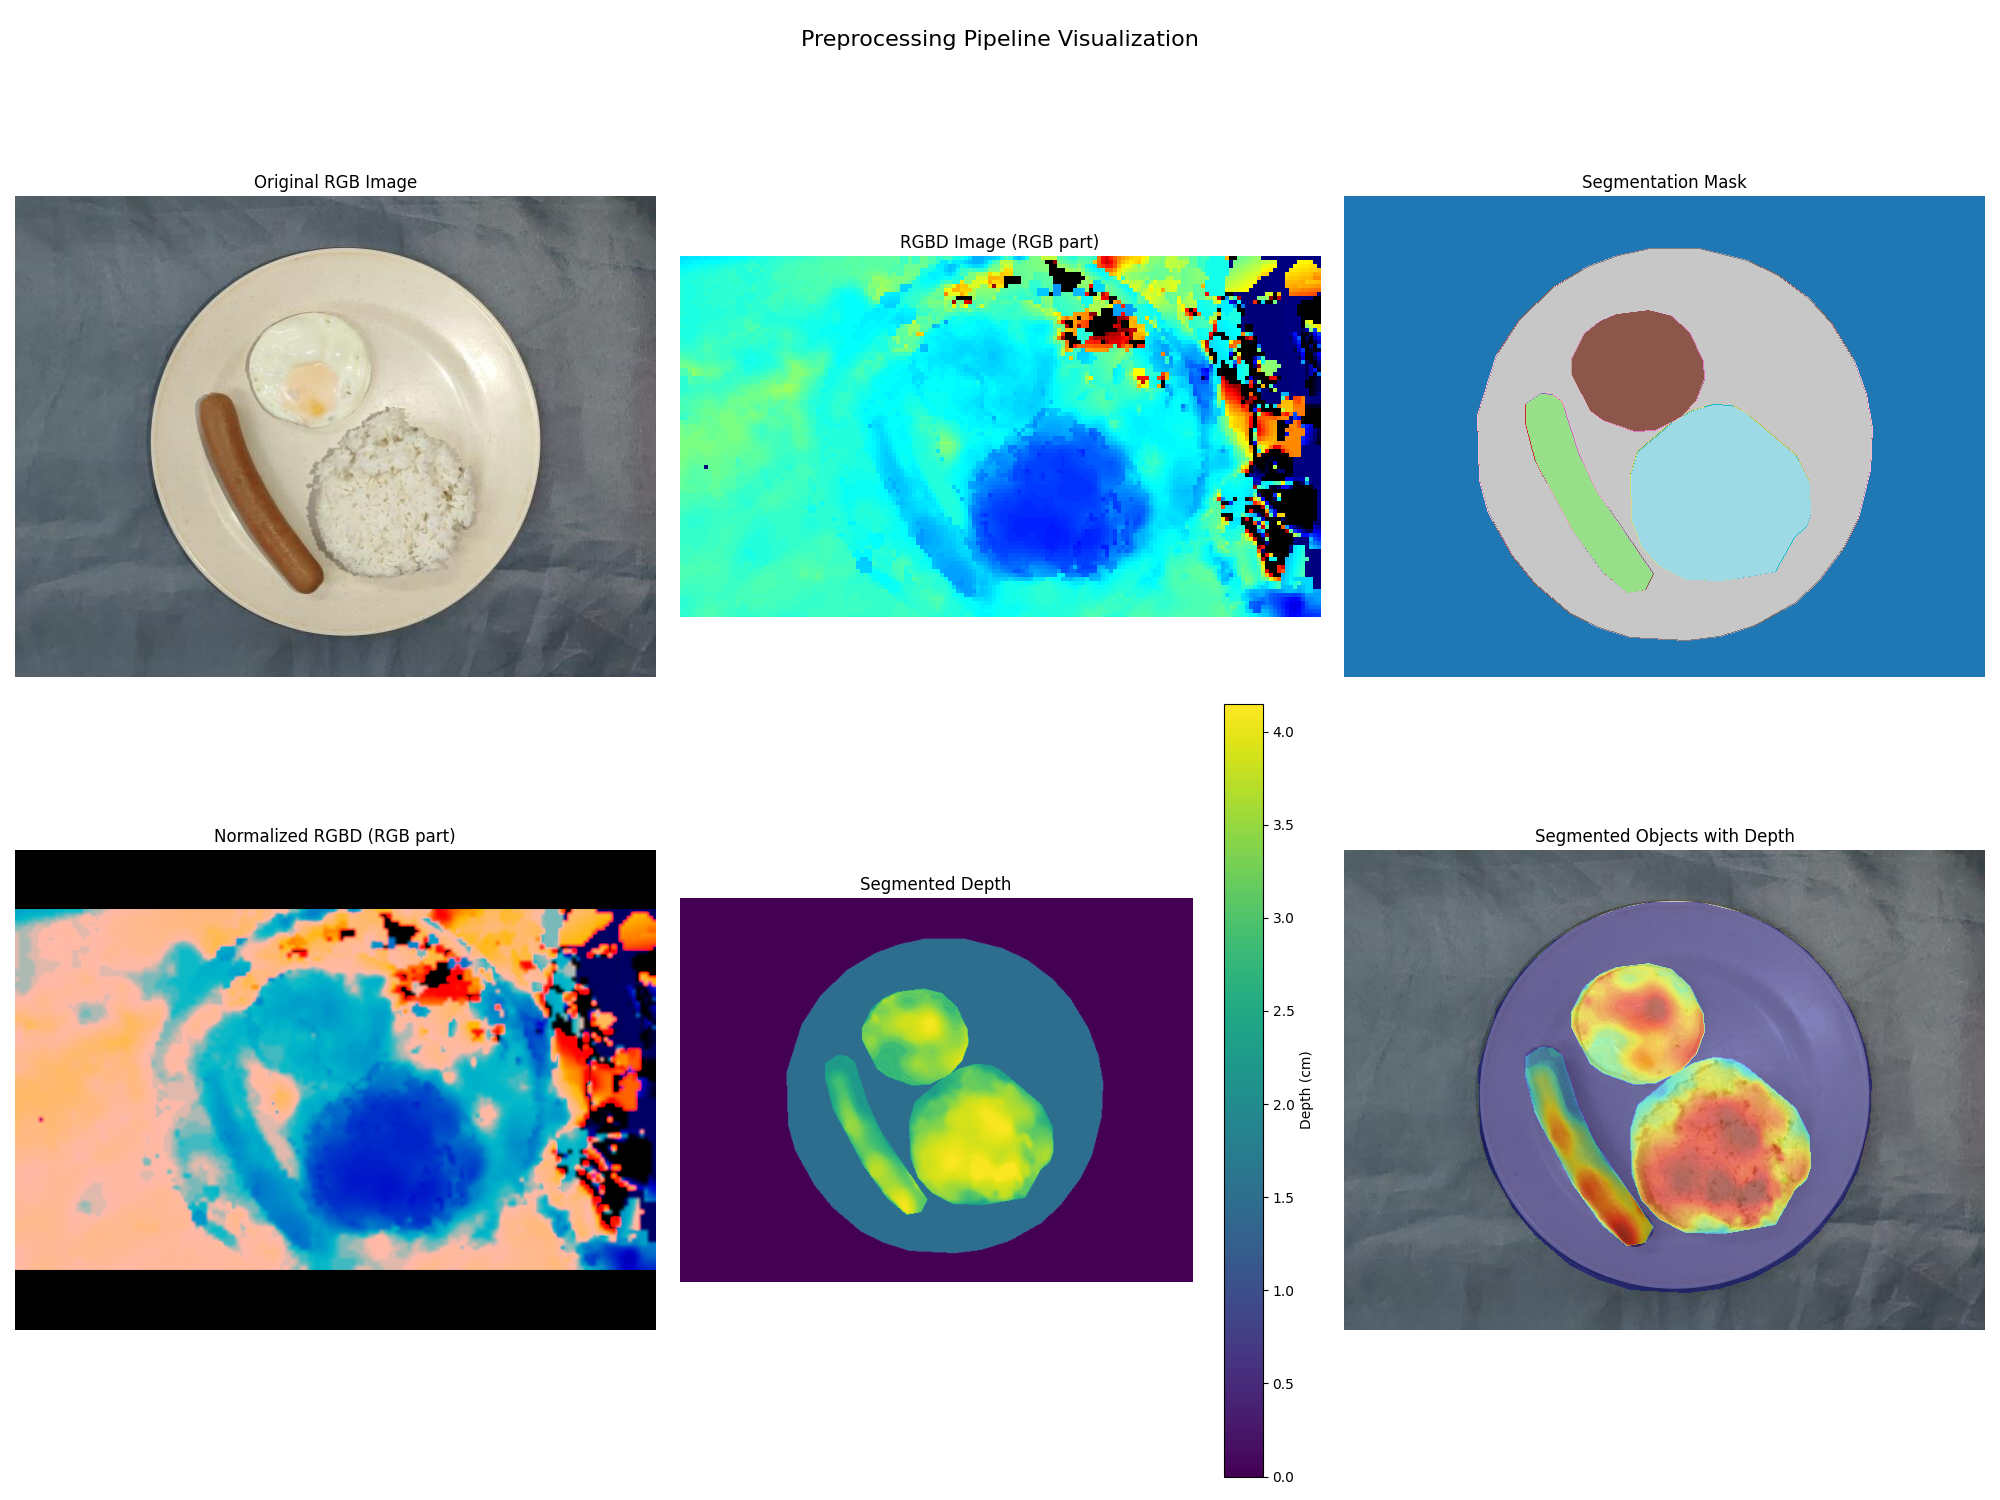 Preprocessing Pipeline Visualization
Original RGB Image
RGBD Image (RGB part)
Segmentation Mask
Normalized RGBD (RGB part)
Segmented Depth
4.0
3.5
3.0
2.5
2.0
1.5
1.0
0.5
0.0
Depth (cm)
Segmented Objects with Depth